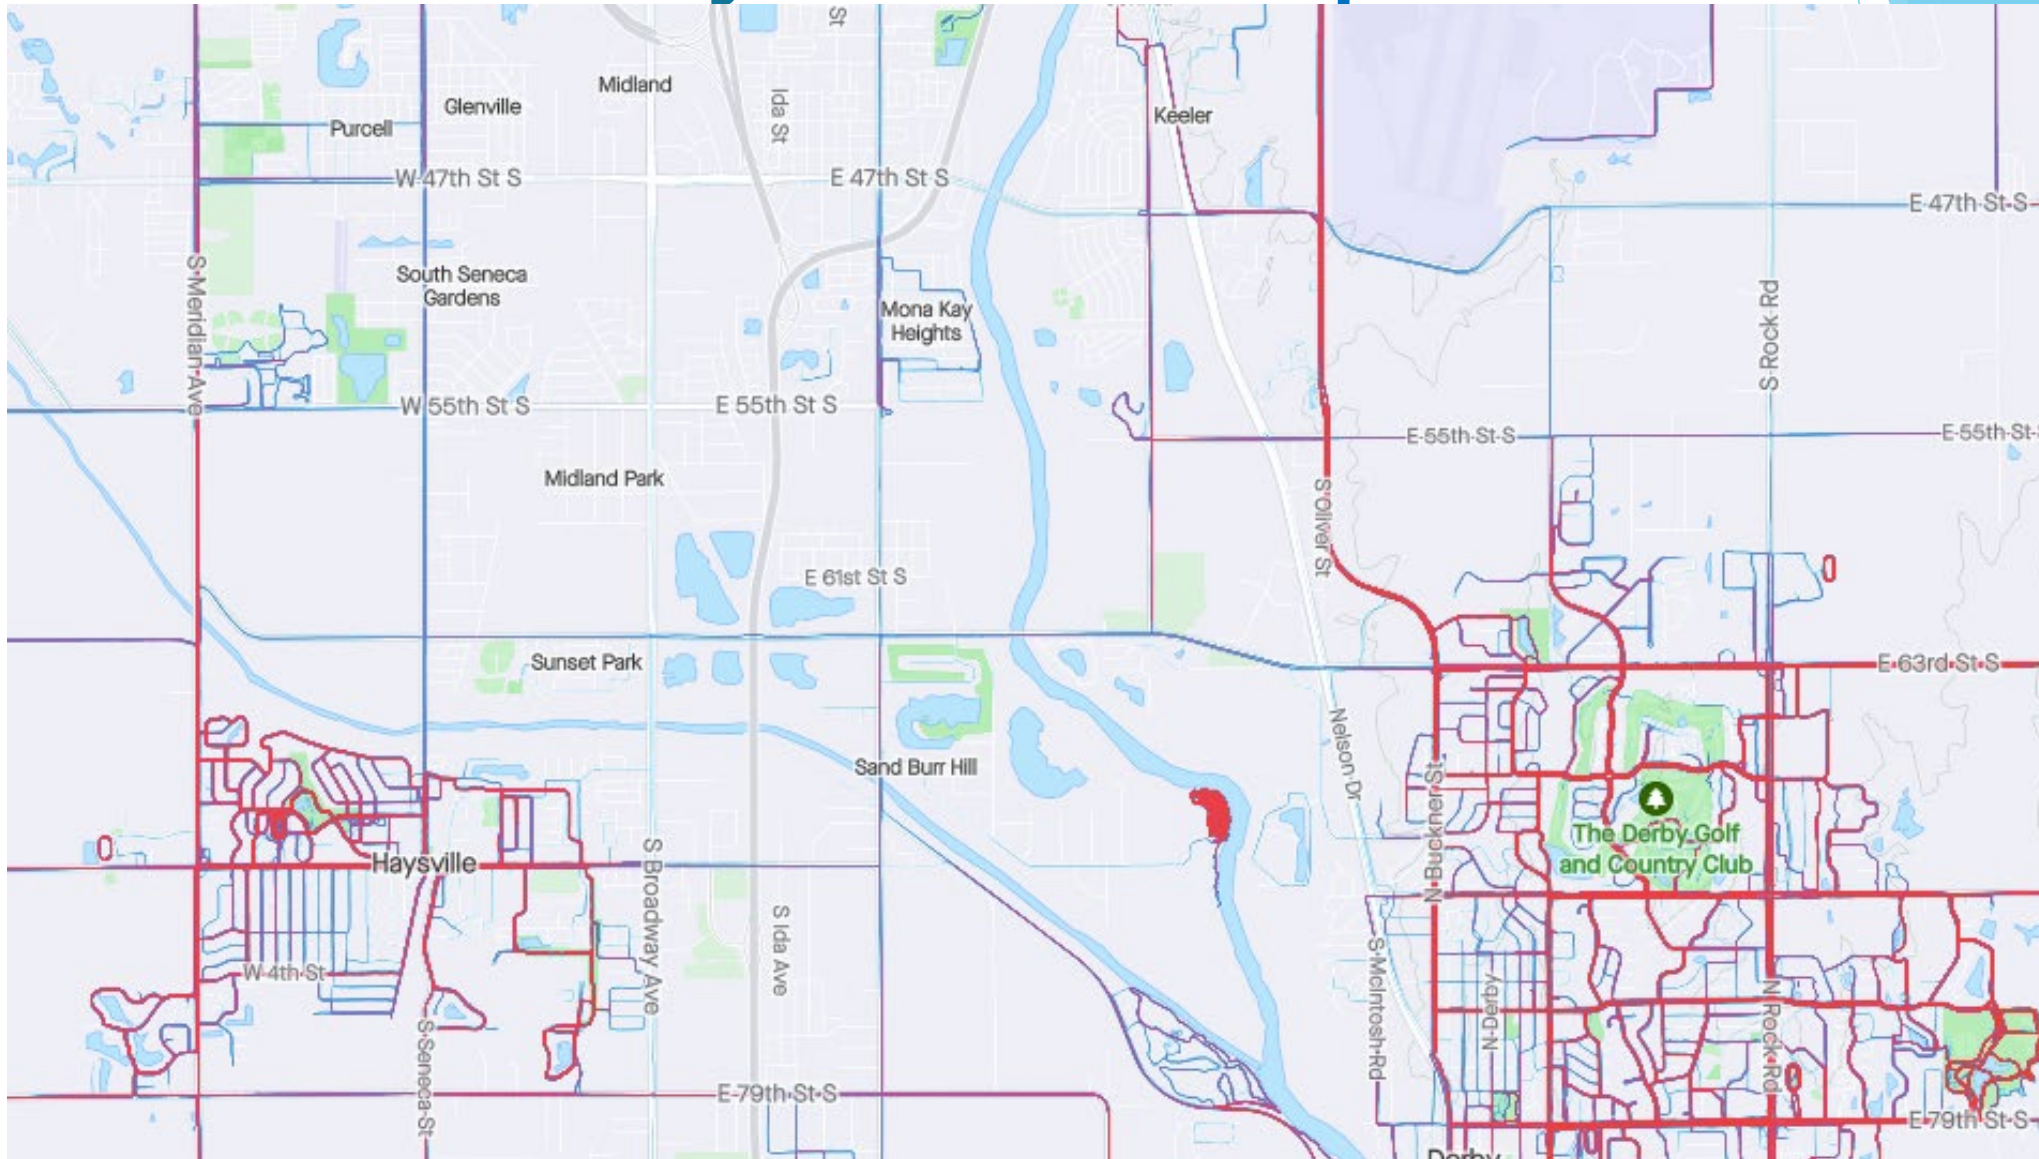 St
Ida St
Midland
Glenville
Purcell
Keeler
W 47th St S
E 47th St S
E 47th St S
S Meridian Ave
South Seneca
Gardens
Mona Kay
Heights
S Rock Rd
W 55th St S
E 55th St S
E 55th St S
E 55th St
Midland Park
S Oliver St
E 61st St S
Sunset Park
E 63rd St S
Nelson Dr
Sand Burr Hill
N Buckner St
The Derby Golf
and Country Club
Haysville
S Broadway Ave
S Ida Ave
W 4th St
S McIntosh Rd
N Derby
N Rock Rd
S Seneca St
E 79th St S
E 79th St S
Derby